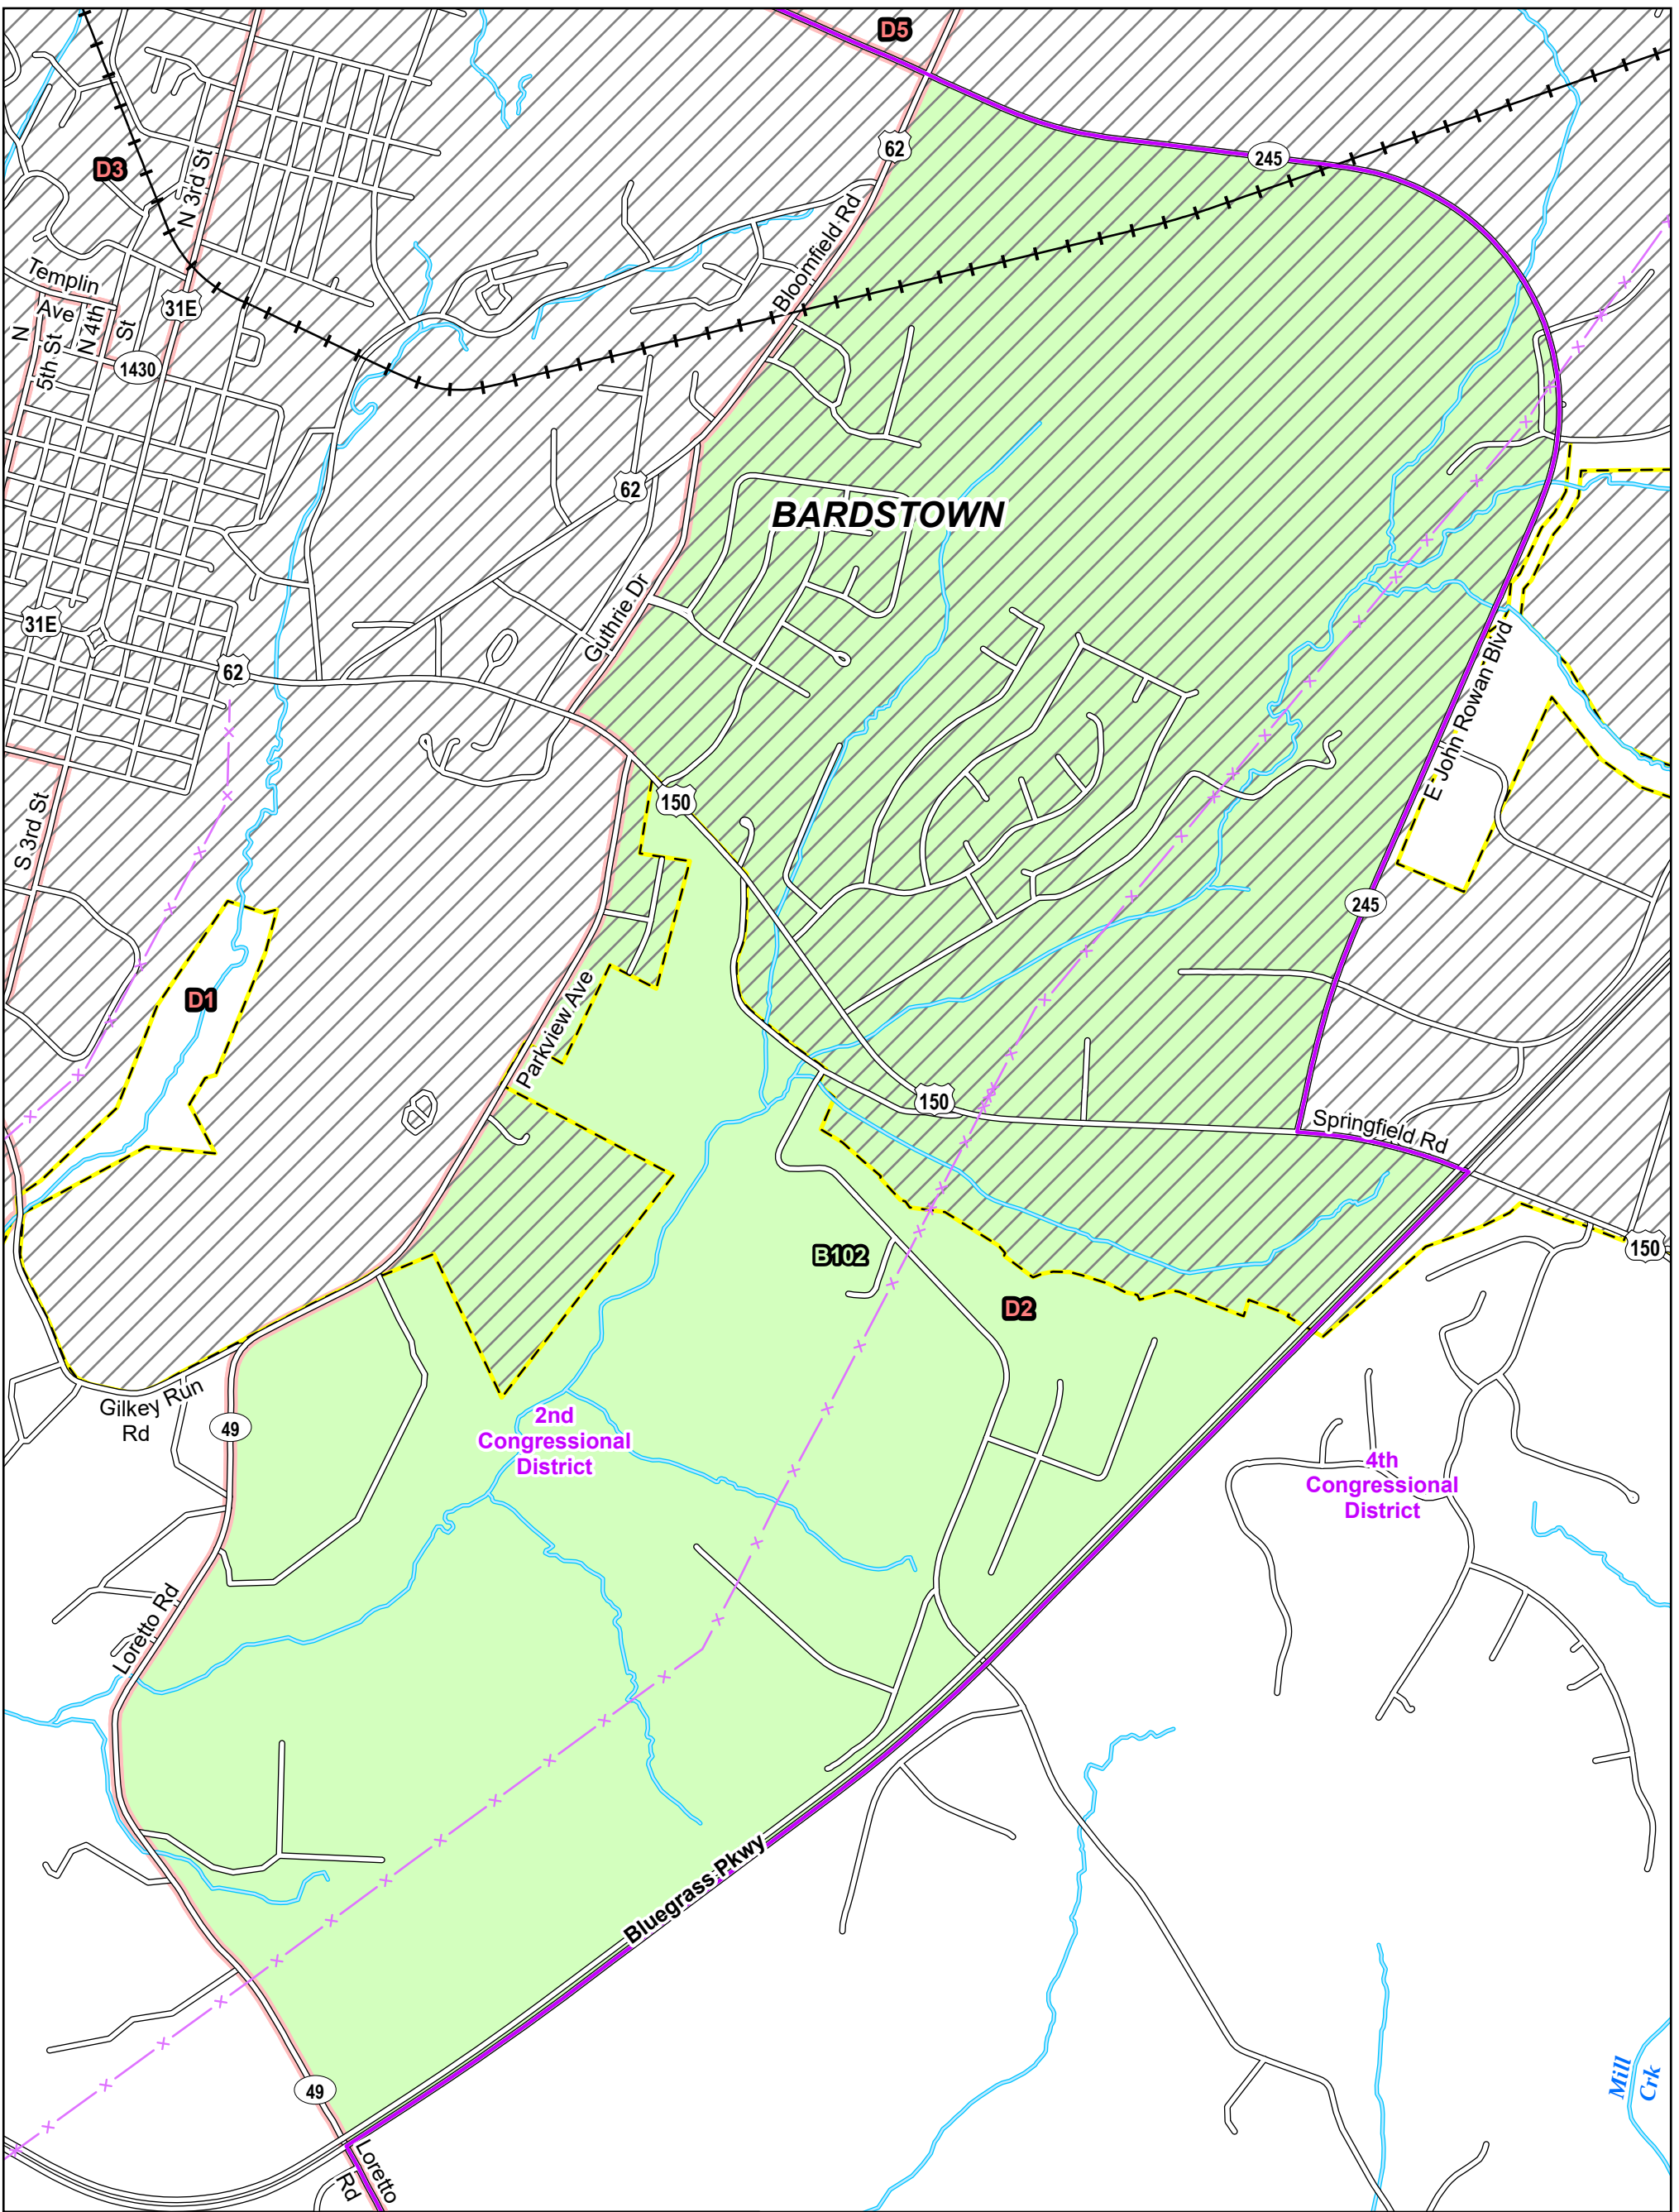 D5
62
245
D3
N 3rd St
Bloomfield Rd
Templin
Ave
31E
N
5th St
N 4th
St
1430
62
BARDSTOWN
Guthrie Dr
31E
62
E John Rowan Blvd
150
S 3rd St
245
D1
Parkview Ave
150
Springfield Rd
150
B102
D2
Gilkey Run
Rd
49
2nd
Congressional
District
4th
Congressional
District
Loretto Rd
Bluegrass Pkwy
Mill
Crk
49
Loretto
Rd